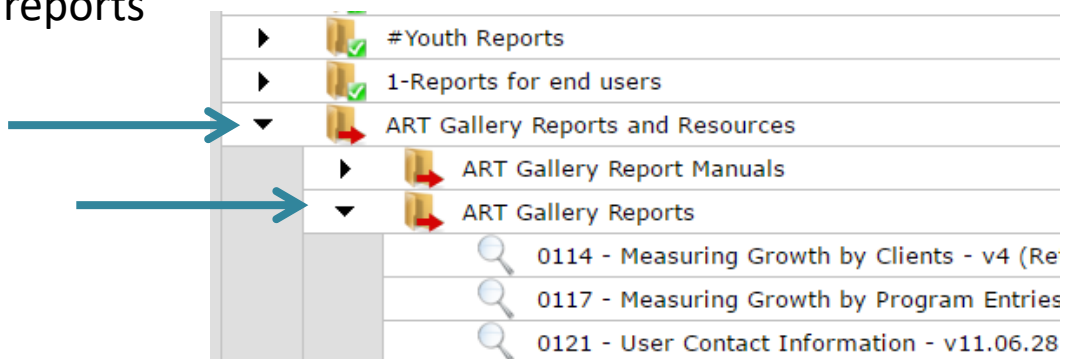 reports
#Youth Reports
1-Reports for end users
ART Gallery Reports and Resources
ART Gallery Report Manuals
ART Gallery Reports
0114 - Measuring Growth by Clients - v4 (Re
0117 - Measuring Growth by Program Entries
0121 - User Contact Information - v11.06.28